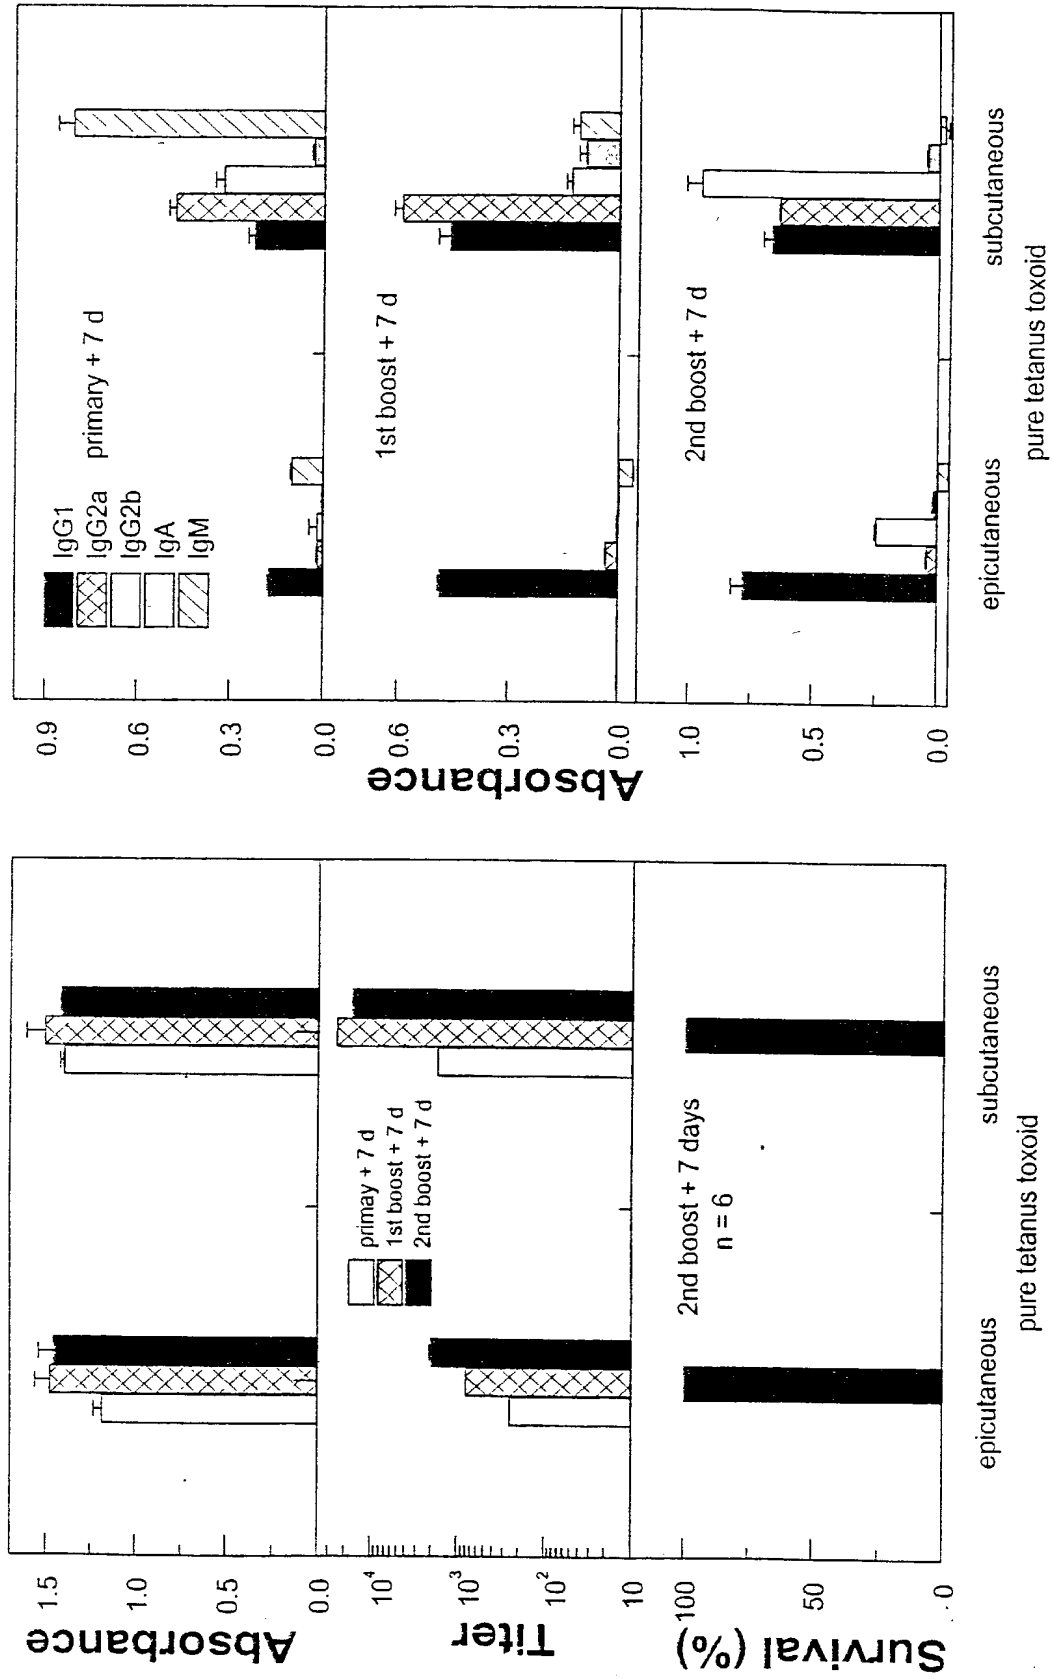 Absorbance
1.5
1.0
0.5
0.0
Titer
10⁴
10³
10²
10
primay + 7 d
1st boost + 7 d
2nd boost + 7 d
Survival (%)
100
50
0
2nd boost + 7 days
n = 6
epicutaneous
subcutaneous
pure tetanus toxoid
Absorbance
0.9
0.6
0.3
0.0
IgG1
IgG2a
IgG2b
IgA
IgM
primary + 7 d
0.6
0.3
0.0
1st boost + 7 d
1.0
0.5
0.0
2nd boost + 7 d
epicutaneous
subcutaneous
pure tetanus toxoid